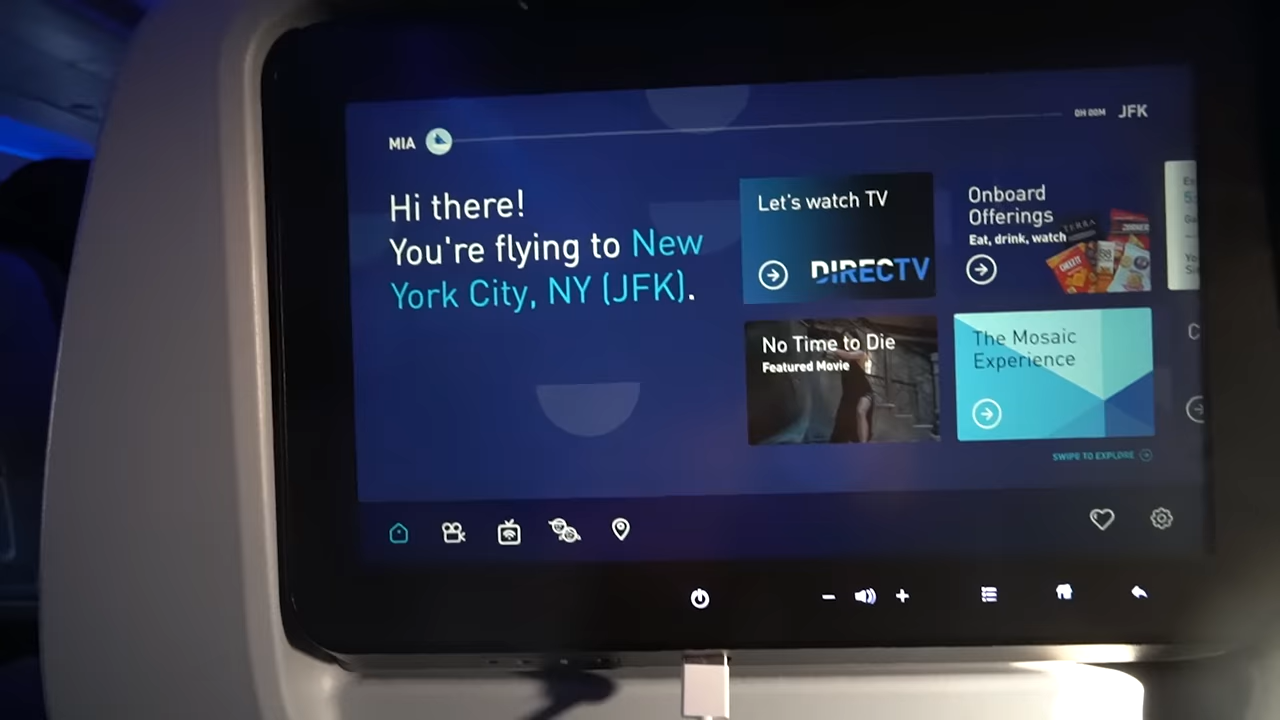 MIA
0H 00M JFK
Hi there!
You're flying to New
York City, NY (JFK).
Let's watch TV
DIRECTV
Onboard
Offerings
Eat, drink, watch
TERRA
No Time to Die
Featured Movie
The Mosaic
Experience
SWIPE TO EXPLORE